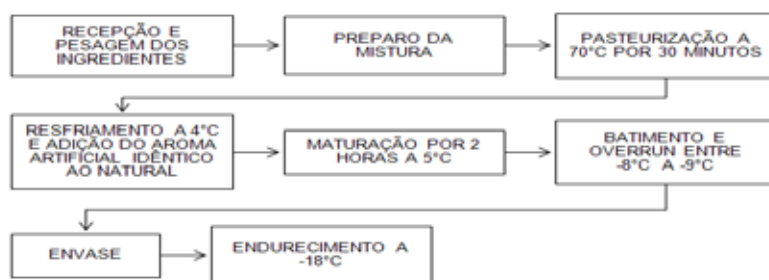 RECEPÇÃO E
PESAGEM DOS
INGREDIENTES
PREPARO DA
MISTURA
PASTEURIZAÇÃO A
70°C POR 30 MINUTOS
RESFRIAMENTO A 4°C
E ADIÇÃO DO AROMA
ARTIFICIAL IDÊNTICO
AO NATURAL
MATURAÇÃO POR 2
HORAS A 5°C
BATIMENTO E
OVERRUN ENTRE
-8°C A -9°C
ENVASE
ENDURECIMENTO A
-18°C